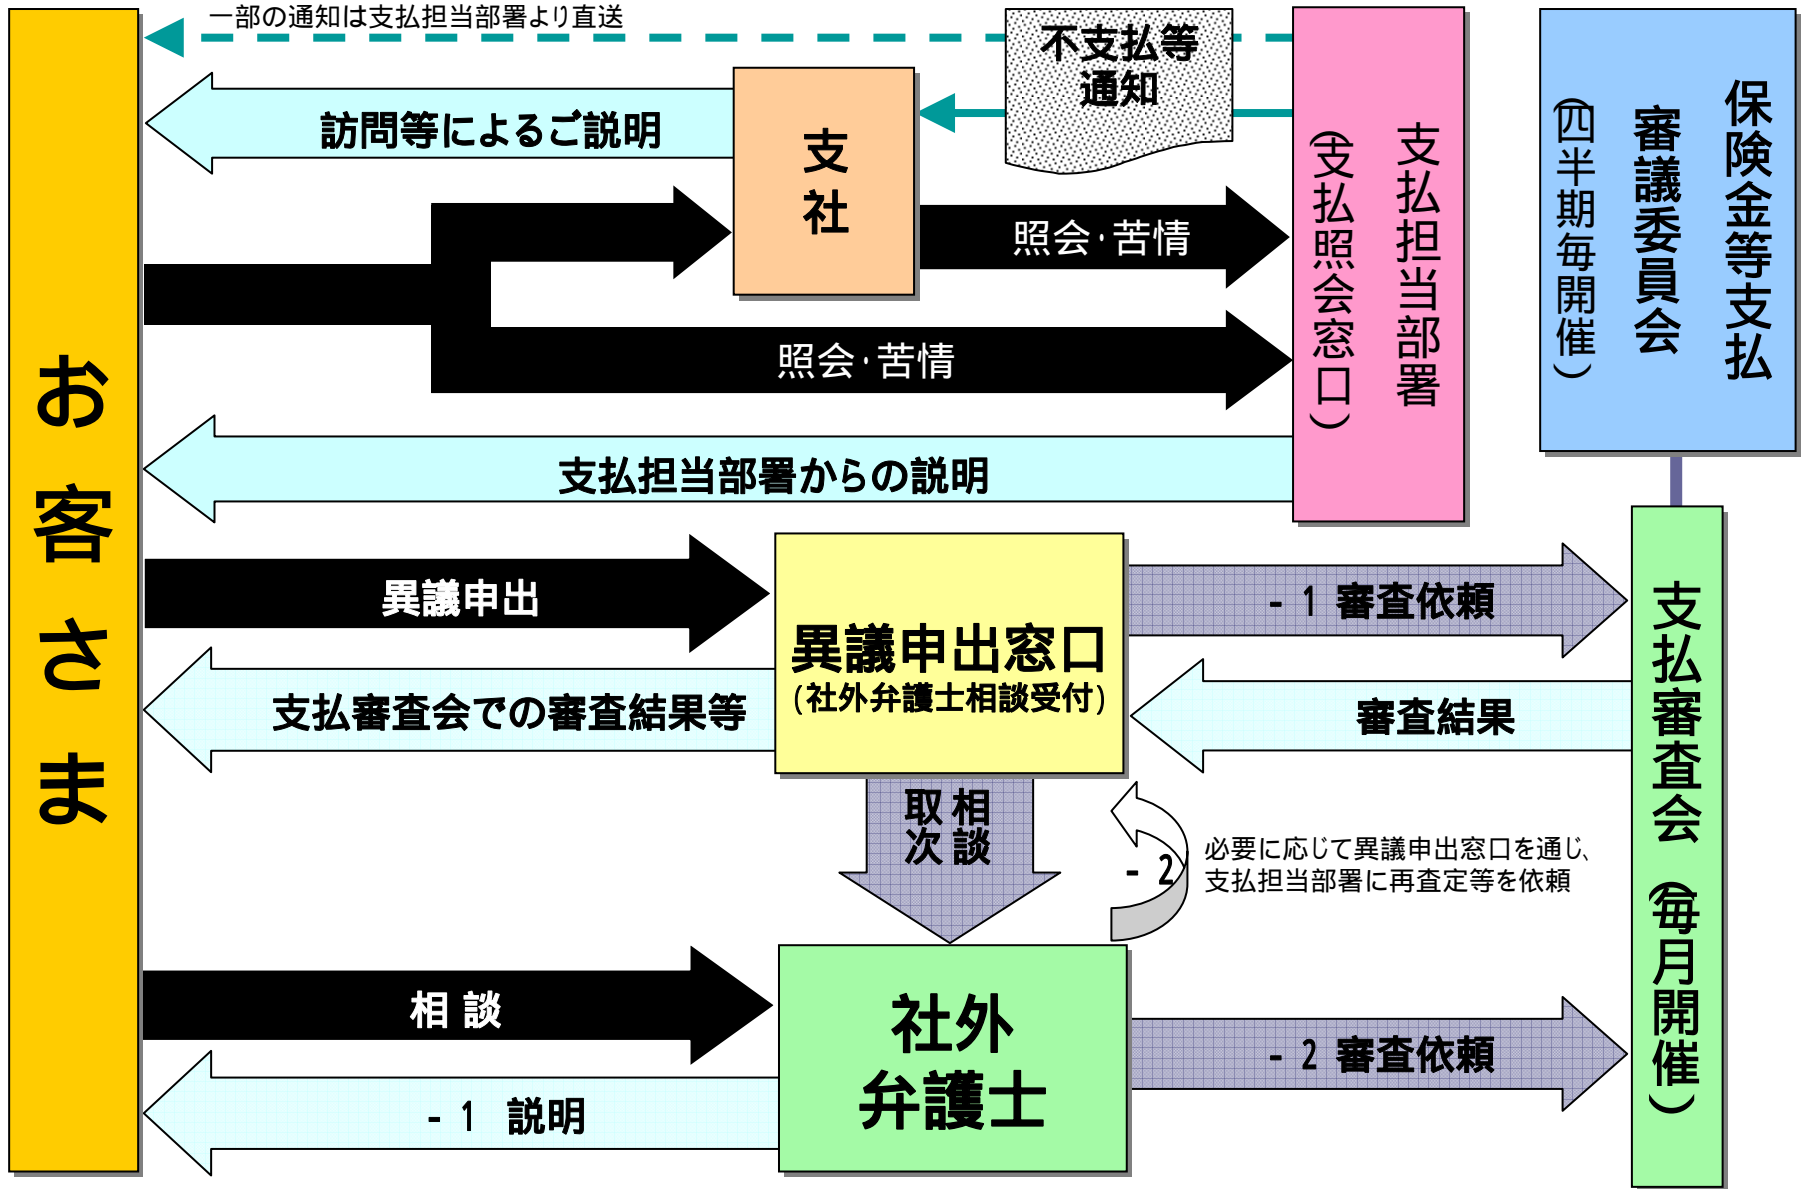 一部の通知は支払担当部署より直送
不支払等
通知
訪問等によるご説明
支
社
照会・苦情
照会・苦情
支払担当部署
(支払照会窓口)
保険金等支払
審議委員会
(四半期毎開催)
お客さま
支払担当部署からの説明
異議申出
異議申出窓口
(社外弁護士相談受付)
-1 審査依頼
支払審査会での審査結果等
審査結果
支払審査会 (毎月開催)
相談
取次
-2
必要に応じて異議申出窓口を通じ、
支払担当部署に再査定等を依頼
相 談
社外
弁護士
-2 審査依頼
-1 説明